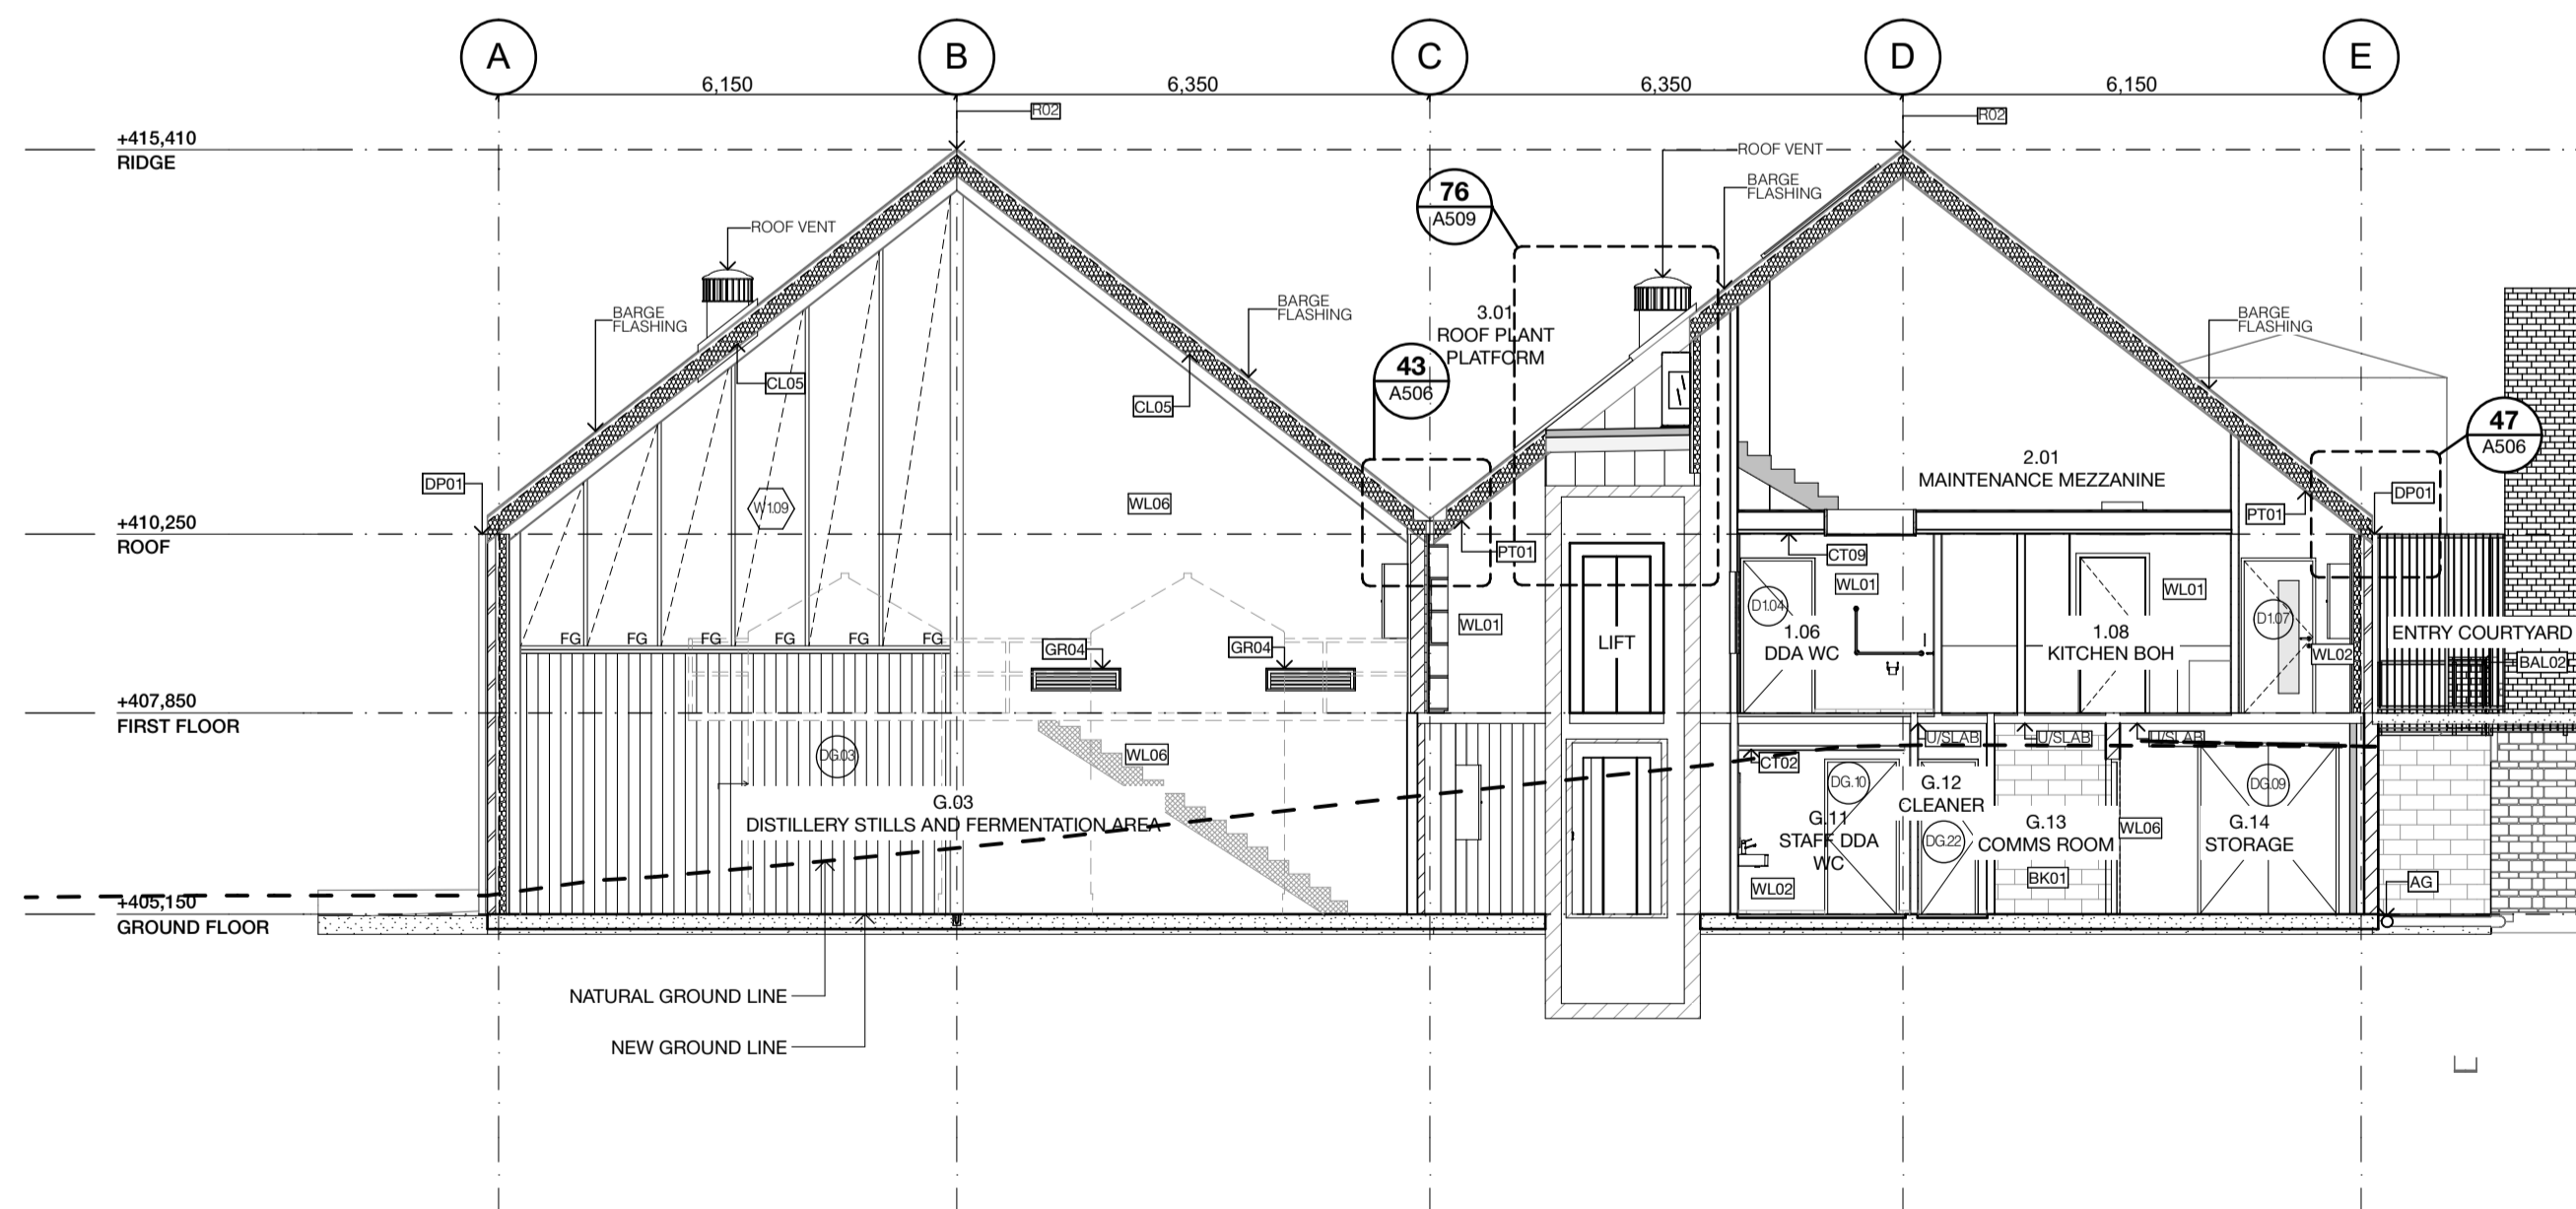 A
B
C
D
E
6,150
6,350
6,350
6,150
R02
R02
+415,410
RIDGE
ROOF VENT
BARGE
FLASHING
76
A509
ROOF VENT
BARGE
FLASHING
BARGE
FLASHING
BARGE
FLASHING
3.01
ROOF PLANT
PLATFORM
43
A506
CL05
CL05
47
A506
DP01
W1.09
WL06
2.01
MAINTENANCE MEZZANINE
PT01
DP01
+410,250
ROOF
PT01
CT09
WL01
WL01
D1.04
1.06
DDA WC
1.08
KITCHEN BOH
D1.07
WL01
LIFT
ENTRY COURTYARD
WL02
BAL02
FG
FG
FG
FG
FG
FG
GR04
GR04
+407,850
FIRST FLOOR
U/SLAB
U/SLAB
U/SLAB
DG.03
WL06
CT02
DG.10
G.12
CLEANER
DG.09
G.03
DISTILLERY STILLS AND FERMENTATION AREA
G.11
STAFF DDA
WC
DG.22
G.13
COMMS ROOM
WL06
G.14
STORAGE
WL02
BK01
AG
+405,150
GROUND FLOOR
NATURAL GROUND LINE
NEW GROUND LINE